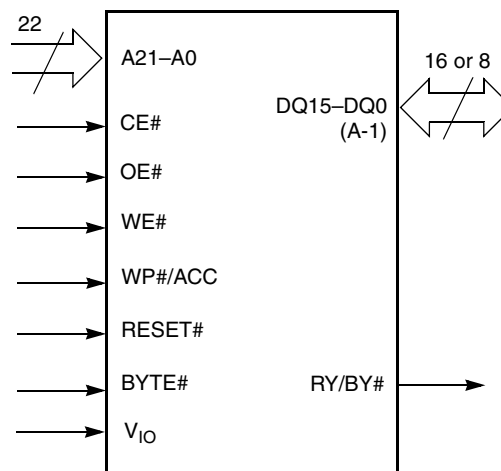 22
A21–A0
16 or 8
DQ15–DQ0
(A-1)
CE#
OE#
WE#
WP#/ACC
RESET#
BYTE#
RY/BY#
VIO